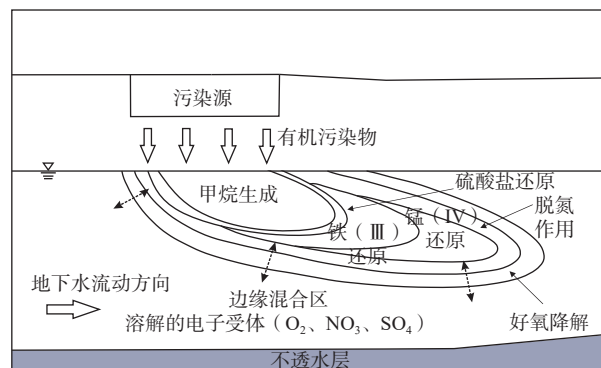 污染源
有机污染物
甲烷生成
硫酸盐还原
铁（Ⅲ）
还原
锰（Ⅳ）
还原
脱氮
作用
地下水流动方向
边缘混合区
溶解的电子受体（O₂、NO₃、SO₄）
好氧降解
不透水层